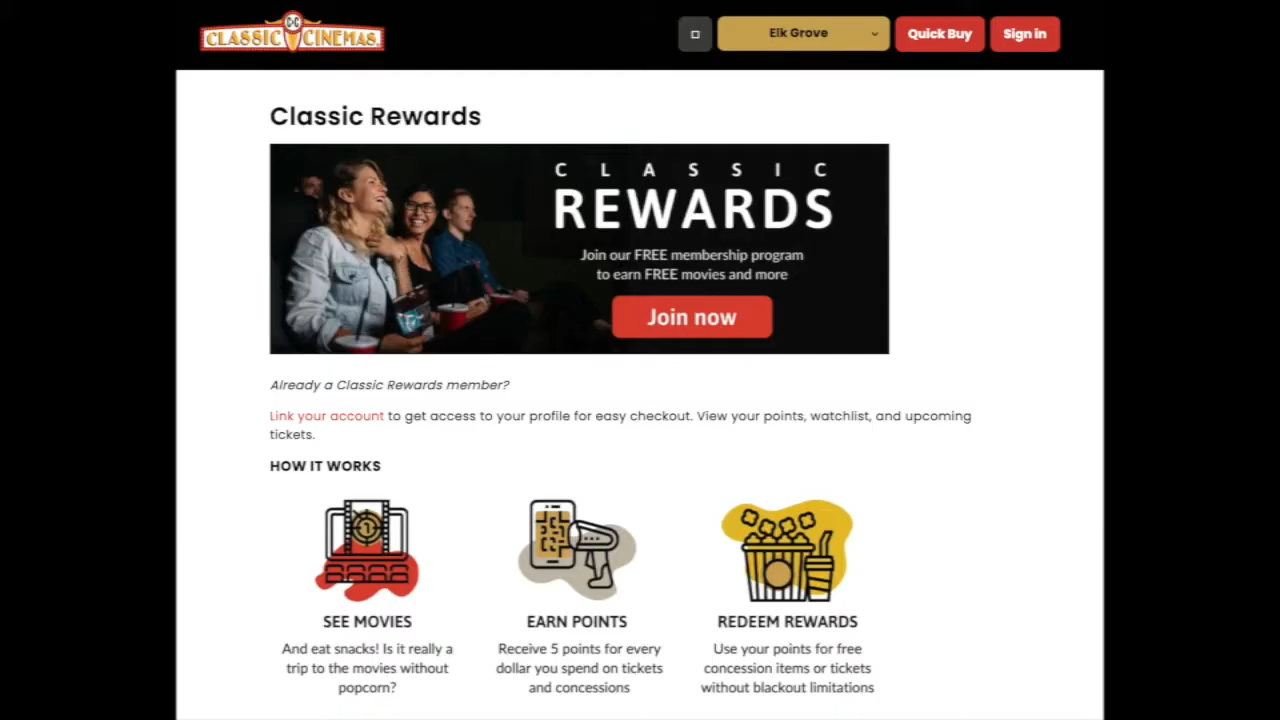 CLASSIC CINEMAS
Elk Grove
Quick Buy
Sign in
Classic Rewards
CLASSIC
REWARDS
Join our FREE membership program
to earn FREE movies and more
Join now
Already a Classic Rewards member?
Link your account to get access to your profile for easy checkout. View your points, watchlist, and upcoming
tickets.
HOW IT WORKS
SEE MOVIES
And eat snacks! Is it really a
trip to the movies without
popcorn?
EARN POINTS
Receive 5 points for every
dollar you spend on tickets
and concessions
REDEEM REWARDS
Use your points for free
concession items or tickets
without blackout limitations